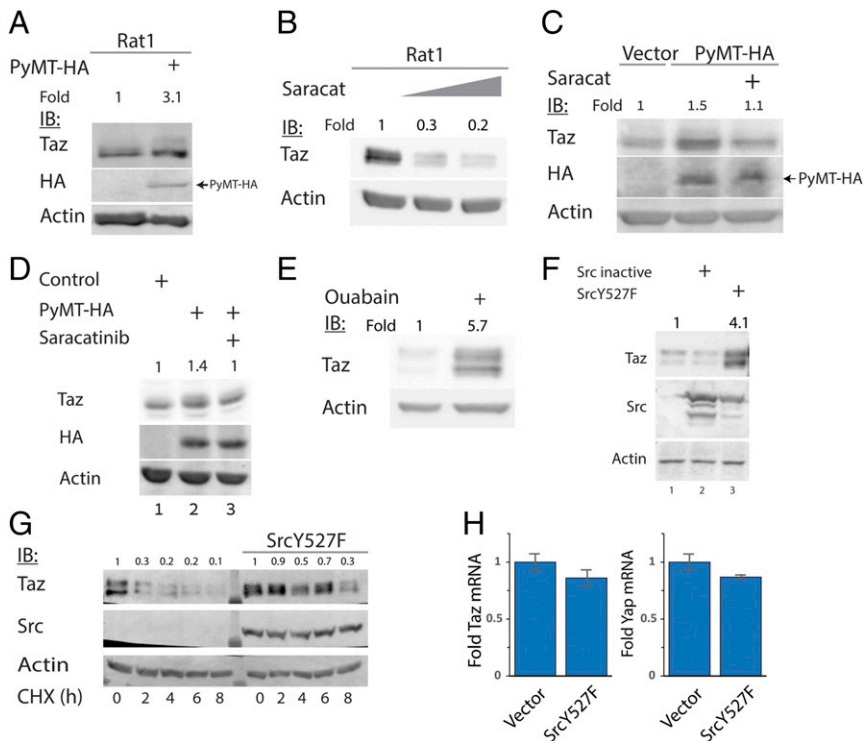 A
Rat1
PyMT-HA +
Fold 1 3.1
IB:
Taz
HA
PyMT-HA
Actin
B
Rat1
Saracat
IB: Fold 1 0.3 0.2
Taz
Actin
C
Vector PyMT-HA
Saracat +
IB: Fold 1 1.5 1.1
Taz
HA
PyMT-HA
Actin
D
Control +
PyMT-HA + +
Saracatinib +
1 1.4 1
Taz
HA
Actin
1 2 3
E
Ouabain +
IB: Fold 1 5.7
Taz
Actin
F
Src inactive +
SrcY527F +
1 4.1
Taz
Src
Actin
1 2 3
G
SrcY527F
IB: 1 0.3 0.2 0.2 0.1 1 0.9 0.5 0.7 0.3
Taz
Src
Actin
CHX (h) 0 2 4 6 8 0 2 4 6 8
H
Fold Taz mRNA
1
0.5
0
Vector
SrcY527F
Fold Yap mRNA
1
0.5
0
Vector
SrcY527F